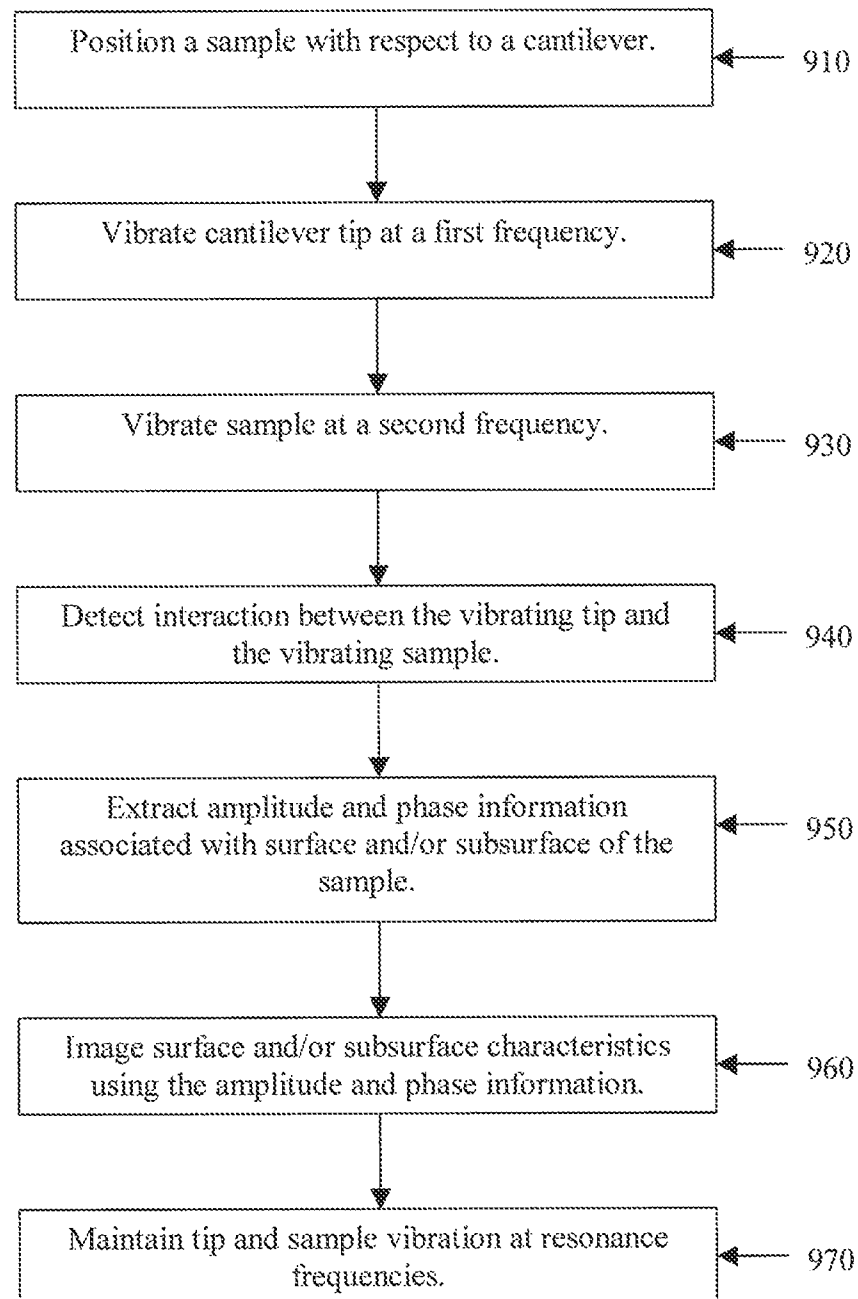 Position a sample with respect to a cantilever.
910
Vibrate cantilever tip at a first frequency.
920
Vibrate sample at a second frequency.
930
Detect interaction between the vibrating tip and
the vibrating sample.
940
Extract amplitude and phase information
associated with surface and/or subsurface of the
sample.
950
Image surface and/or subsurface characteristics
using the amplitude and phase information.
960
Maintain tip and sample vibration at resonance
frequencies.
970